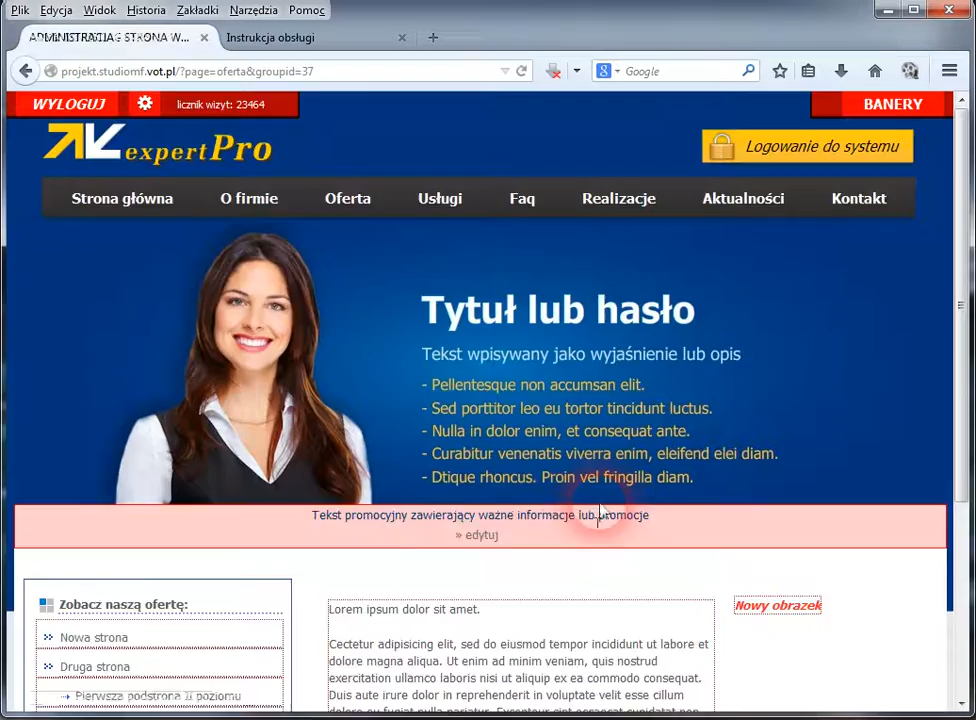 Plik Edycja Widok Historia Zakładki Narzędzia Pomoc
STRONA W... Instrukcja obsługi
projekt.studiomf.vot.pl/?page=oferta&groupid=37 Google
WYLOGUJ licznik wizyt: 23464 BANERY
expertPro Logowanie do systemu
Strona główna O firmie Oferta Usługi Faq Realizacje Aktualności Kontakt
Tytuł lub hasło
Tekst wpisywany jako wyjaśnienie lub opis
- Pellentesque non accumsan elit.
- Sed porttitor leo eu tortor tincidunt luctus.
- Nulla in dolor enim, et consequat ante.
- Curabitur venenatis viverra enim, eleifend elei diam.
- Dtique rhoncus. Proin vel fringilla diam.
Tekst promocyjny zawierający ważne informacje lub promocje
» edytuj
Zobacz naszą ofertę:
Nowa strona
Druga strona
Pierwsza podstrona II poziomu
Lorem ipsum dolor sit amet.
Cectetur adipisicing elit, sed do eiusmod tempor incididunt ut labore et
dolore magna aliqua. Ut enim ad minim veniam, quis nostrud
exercitation ullamco laboris nisi ut aliquip ex ea commodo consequat.
Duis aute irure dolor in reprehenderit in voluptate velit esse cillum
Nowy obrazek